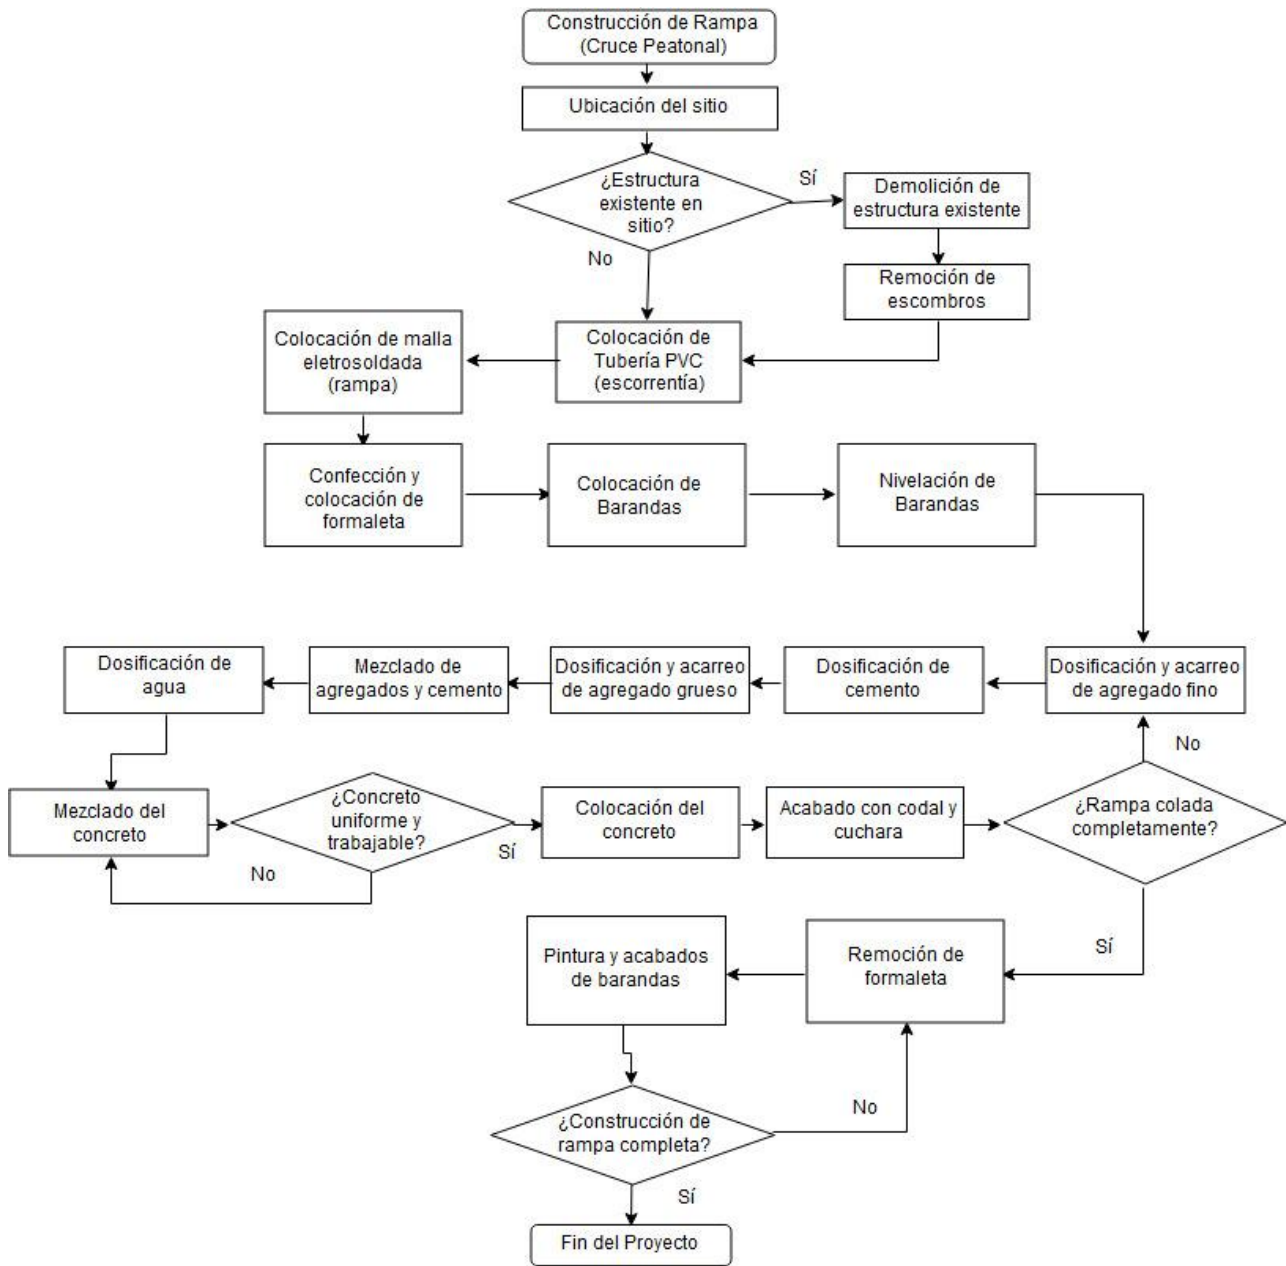 Construcción de Rampa
(Cruce Peatonal)
Ubicación del sitio
¿Estructura
existente en
sitio?
Sí
Demolición de
estructura existente
No
Remoción de
escombros
Colocación de malla
eletrosoldada
(rampa)
Colocación de
Tubería PVC
(escorrentía)
Confección y
colocación de
formaleta
Colocación de
Barandas
Nivelación de
Barandas
Dosificación de
agua
Mezclado de
agregados y cemento
Dosificación y acarreo
de agregado grueso
Dosificación de
cemento
Dosificación y acarreo
de agregado fino
No
Mezclado del
concreto
¿Concreto
uniforme y
trabajable?
Sí
No
Colocación del
concreto
Acabado con codal y
cuchara
¿Rampa colada
completamente?
Sí
Pintura y acabados
de barandas
Remoción de
formaleta
¿Construcción de
rampa completa?
No
Sí
Fin del Proyecto